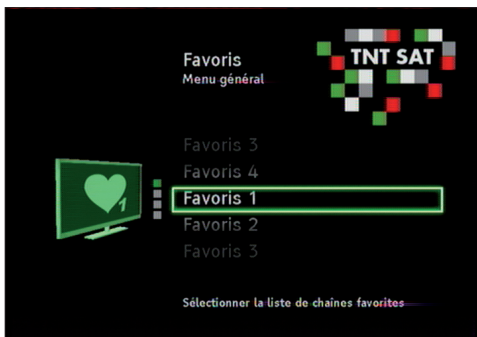 Favoris
TNT SAT
Menu général
Favoris 3
Favoris 4
Favoris 1
1
Favoris 2
Favoris 3
Sélectionner la liste de chaînes favorites